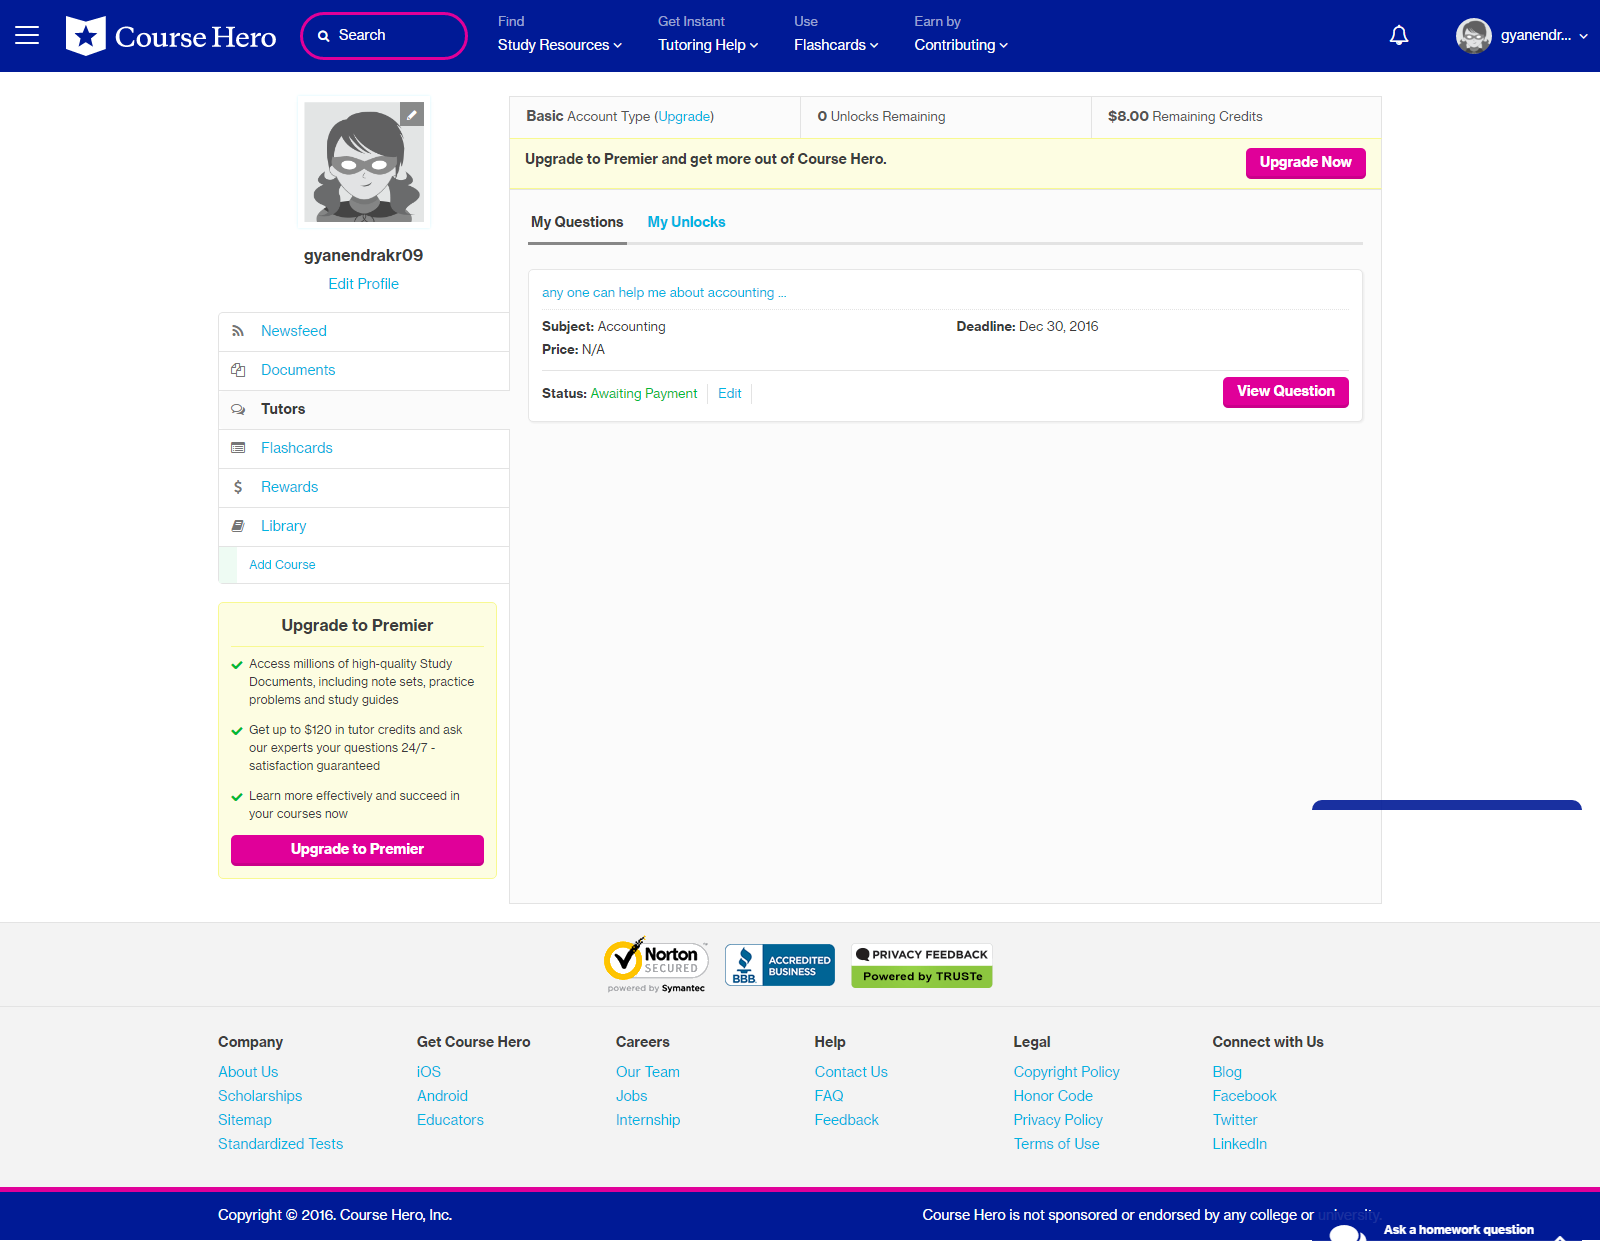 Course Hero
Search
Find
Study Resources
Get Instant
Tutoring Help
Use
Flashcards
Earn by
Contributing
gyanendr...
gyanendrakr09
Edit Profile
Newsfeed
Documents
Tutors
Flashcards
$ Rewards
Library
Add Course
Upgrade to Premier
Access millions of high-quality Study
Documents, including note sets, practice
problems and study guides
Get up to $120 in tutor credits and ask
our experts your questions 24/7 -
satisfaction guaranteed
Learn more effectively and succeed in
your courses now
Upgrade to Premier
Basic Account Type (Upgrade)
0 Unlocks Remaining
$8.00 Remaining Credits
Upgrade to Premier and get more out of Course Hero.
Upgrade Now
My Questions
My Unlocks
any one can help me about accounting ...
Subject: Accounting
Deadline: Dec 30, 2016
Price: N/A
Status: Awaiting Payment
Edit
View Question
Norton
SECURED
powered by Symantec
BBB.
ACCREDITED
BUSINESS
PRIVACY FEEDBACK
Powered by TRUSTe
Company
About Us
Scholarships
Sitemap
Standardized Tests
Get Course Hero
iOS
Android
Educators
Careers
Our Team
Jobs
Internship
Help
Contact Us
FAQ
Feedback
Legal
Copyright Policy
Honor Code
Privacy Policy
Terms of Use
Connect with Us
Blog
Facebook
Twitter
LinkedIn
Copyright © 2016. Course Hero, Inc.
Course Hero is not sponsored or endorsed by any college or university.
Ask a homework question